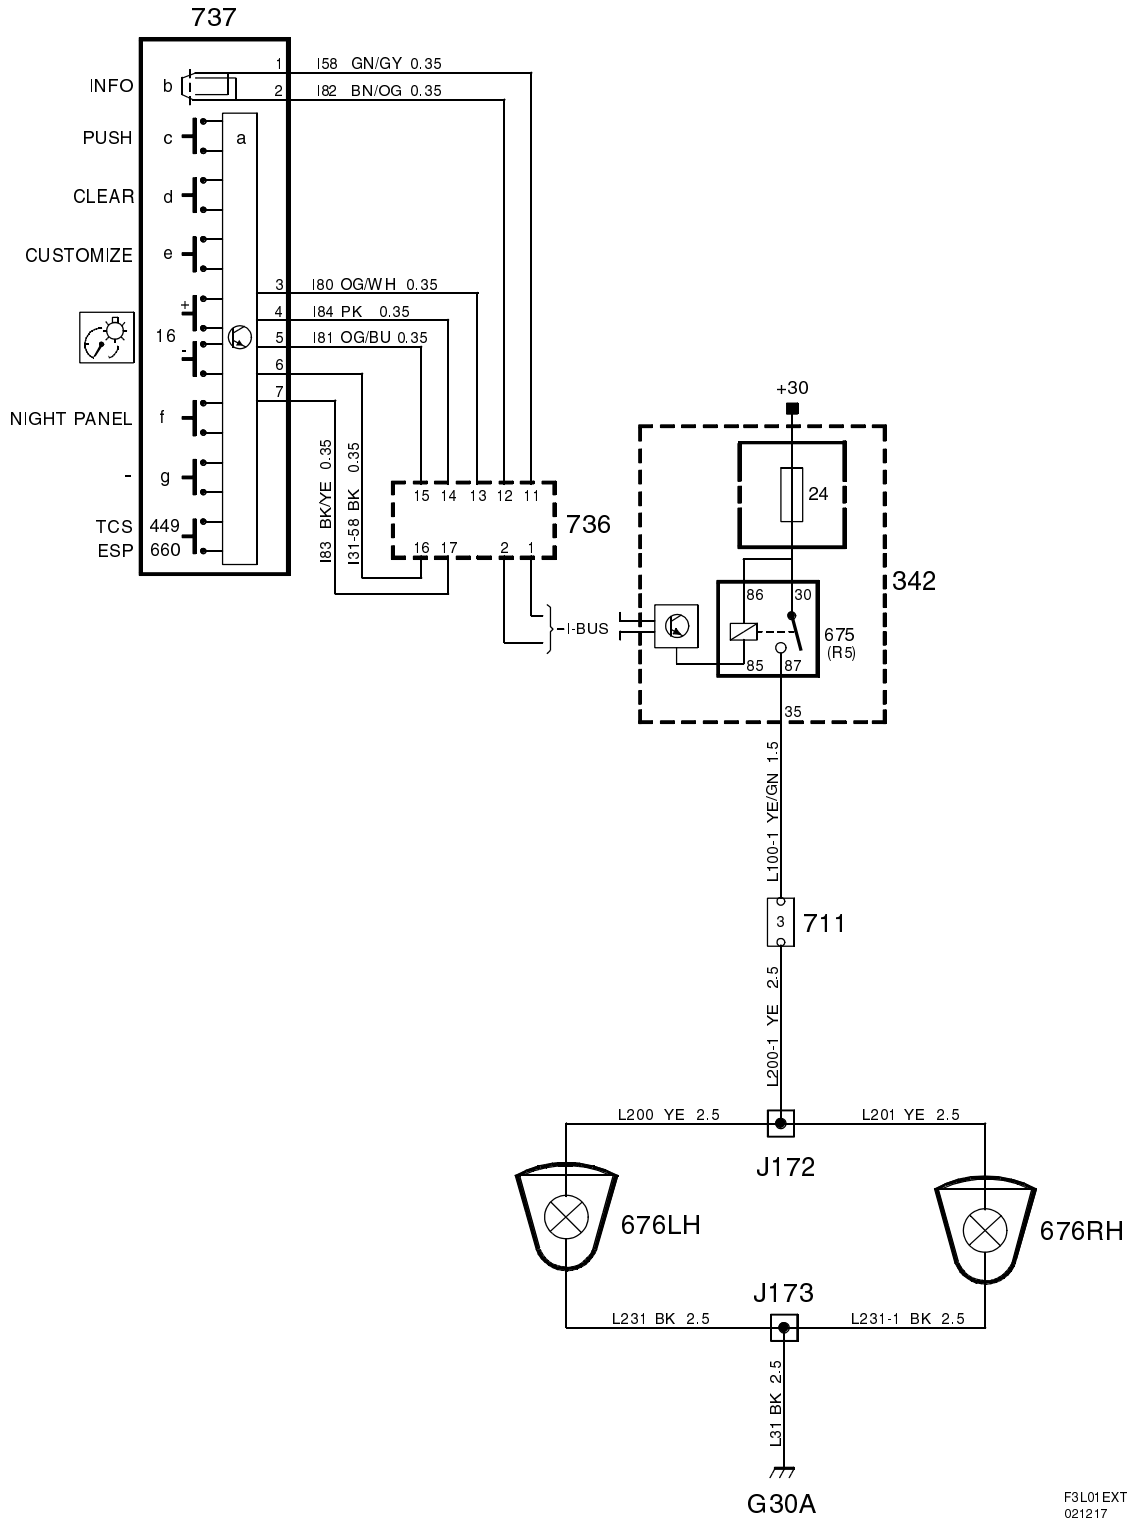 737
1 I58 GN/GY 0.35
INFO b
2 I82 BN/OG 0.35
PUSH c a
CLEAR d
CUSTOMIZE e
3 I80 OG/WH 0.35
+
4 I84 PK 0.35
16
5 I81 OG/BU 0.35
-
6
7
NIGHT PANEL f
- g
TCS 449
ESP 660
I83 BK/YE 0.35
I31-58 BK 0.35
15 14 13 12 11
736
16 17 2 1
I-BUS
+30
24
342
86 30
675
(R5)
85 87
35
L100-1 YE/GN 1.5
3 711
L200-1 YE 2.5
L200 YE 2.5
L201 YE 2.5
J172
676LH
676RH
J173
L231 BK 2.5
L231-1 BK 2.5
L31 BK 2.5
G30A
F3L01EXT
021217